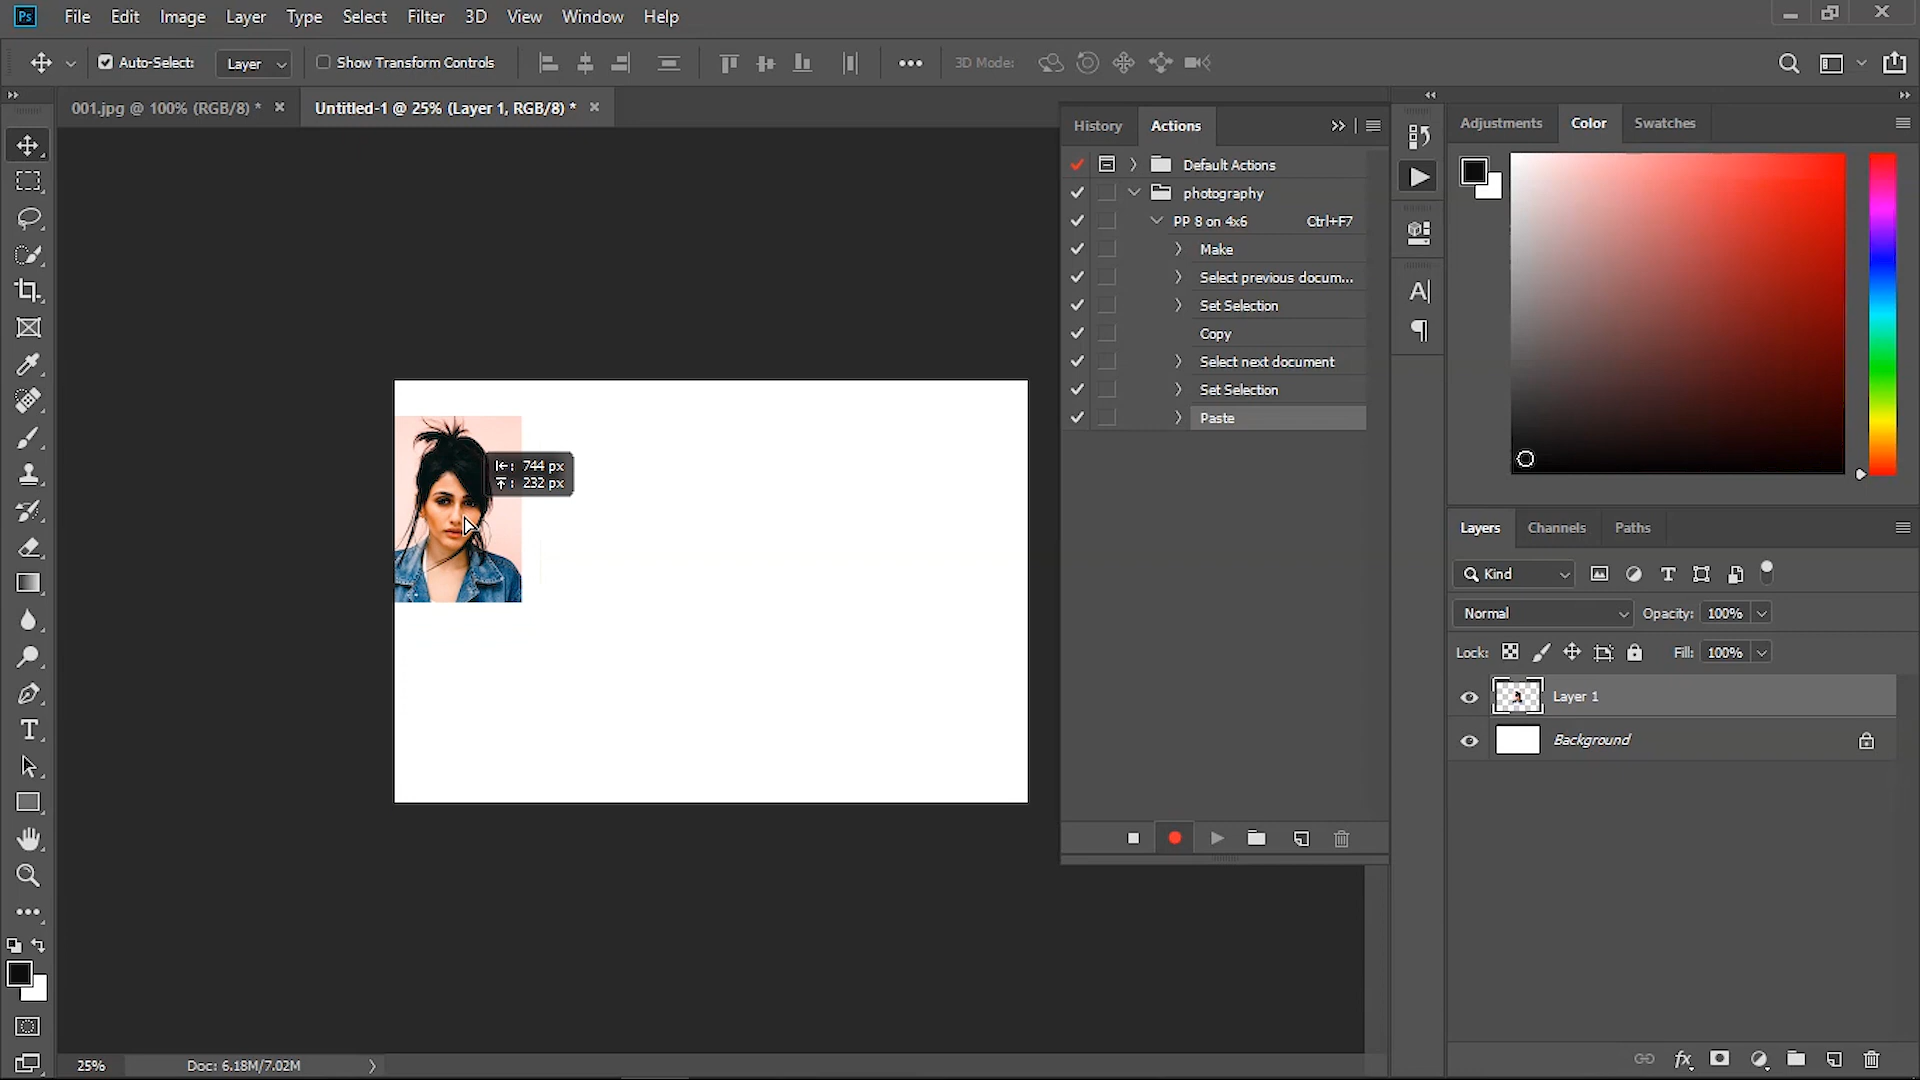 Ps File Edit Image Layer Type Select Filter 3D View Window Help
Auto-Select: Layer Show Transform Controls 3D Mode:
001.jpg @ 100% (RGB/8) * Untitled-1 @ 25% (Layer 1, RGB/8) *
History Actions
Default Actions
photography
PP 8 on 4x6 Ctrl+F7
Make
Select previous docum...
Set Selection
Copy
Select next document
Set Selection
Paste
744 px
232 px
Adjustments Color Swatches
Layers Channels Paths
Kind
Normal Opacity: 100%
Lock: Fill: 100%
Layer 1
Background
25% Doc: 6.18M/7.02M